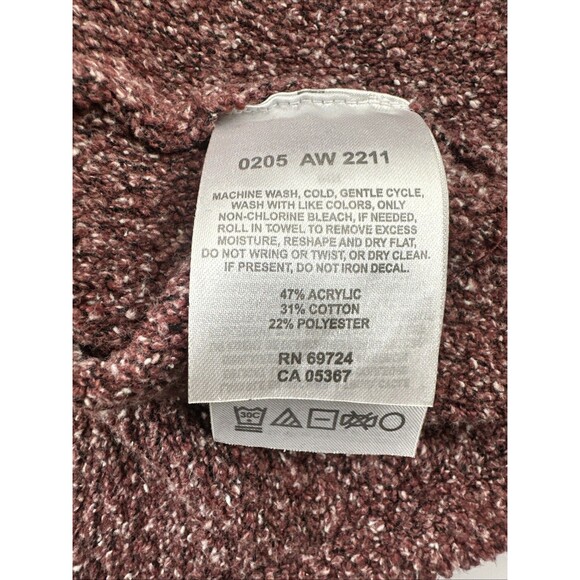 0205 AW 2211
MACHINE WASH, COLD, GENTLE CYCLE,
WASH WITH LIKE COLORS, ONLY
NON-CHLORINE BLEACH, IF NEEDED,
ROLL IN TOWEL TO REMOVE EXCESS
MOISTURE, RESHAPE AND DRY FLAT,
DO NOT WRING OR TWIST, OR DRY CLEAN.
IF PRESENT, DO NOT IRON DECAL.
47% ACRYLIC
31% COTTON
22% POLYESTER
RN 69724
CA 05367
30C